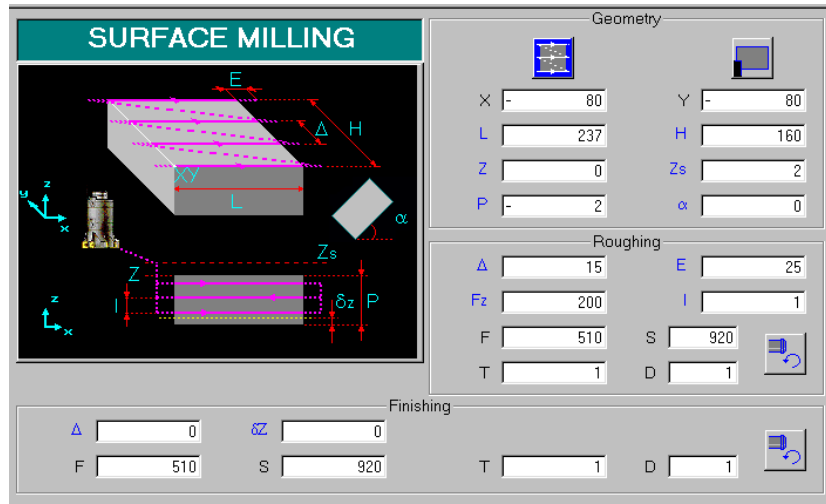 SURFACE MILLING
E
Δ
H
XY
L
α
z
y
x
Zs
Z
I
δz
P
z
x
Geometry
X - 80 Y - 80
L 237 H 160
Z 0 Zs 2
P - 2 α 0
Roughing
Δ 15 E 25
Fz 200 I 1
F 510 S 920
T 1 D 1
Finishing
Δ 0 δZ 0
F 510 S 920 T 1 D 1